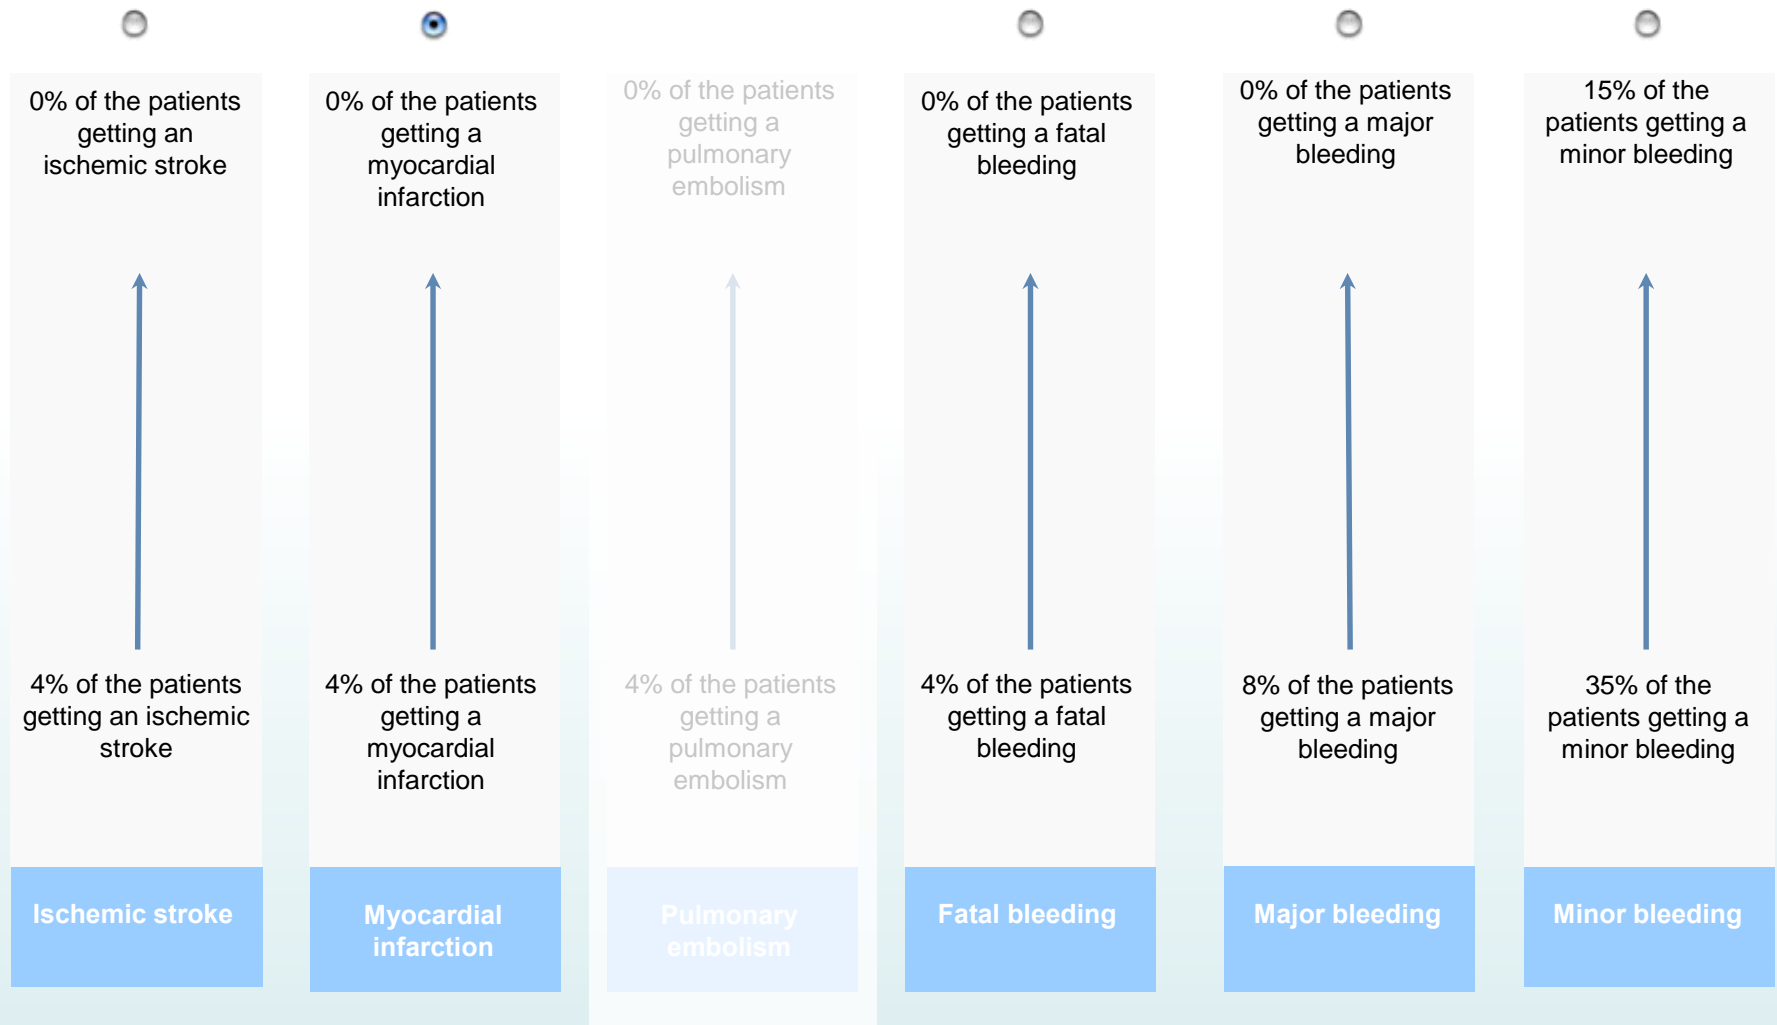 0% of the patients
getting an
ischemic stroke
4% of the patients
getting an ischemic
stroke
Ischemic stroke
0% of the patients
getting a
myocardial
infarction
4% of the patients
getting a
myocardial
infarction
Myocardial
infarction
0% of the patients
getting a
pulmonary
embolism
4% of the patients
getting a
pulmonary
embolism
Pulmonary
embolism
0% of the patients
getting a fatal
bleeding
4% of the patients
getting a fatal
bleeding
Fatal bleeding
0% of the patients
getting a major
bleeding
8% of the patients
getting a major
bleeding
Major bleeding
15% of the
patients getting a
minor bleeding
35% of the
patients getting a
minor bleeding
Minor bleeding